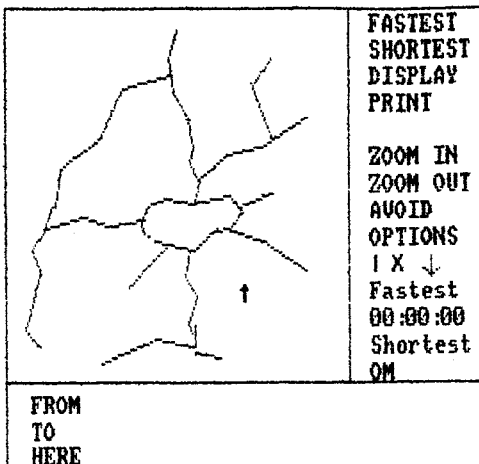 FASTEST
SHORTEST
DISPLAY
PRINT
ZOOM IN
ZOOM OUT
AVOID
OPTIONS
1 X ↓
Fastest
00:00:00
Shortest
0M
FROM
TO
HERE